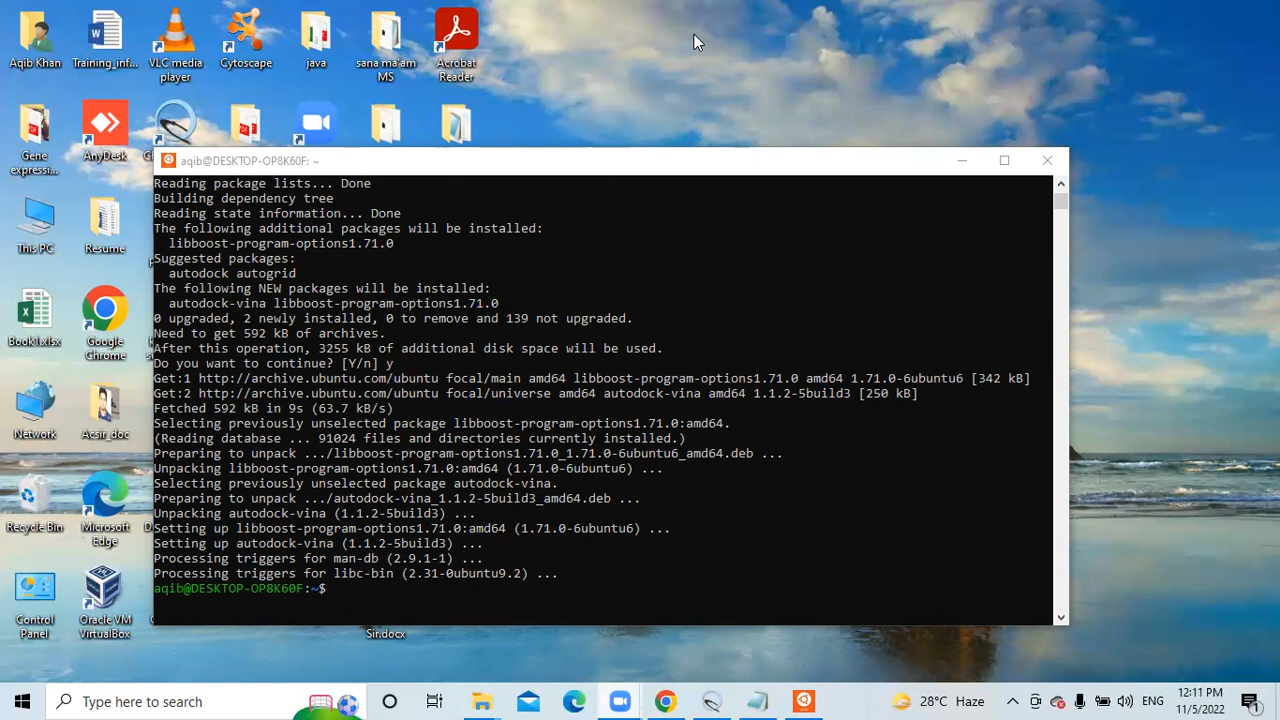 Aqib Khan
Training_inf...
VLC media
player
Cytoscape
java
sana ma'am
MS
Acrobat
Reader
Gene
expressi...
AnyDesk
aqib@DESKTOP-OP8K60F: ~
Reading package lists... Done
Building dependency tree
Reading state information... Done
The following additional packages will be installed:
libboost-program-options1.71.0
Suggested packages:
autodock autogrid
The following NEW packages will be installed:
autodock-vina libboost-program-options1.71.0
0 upgraded, 2 newly installed, 0 to remove and 139 not upgraded.
Need to get 592 kB of archives.
After this operation, 3255 kB of additional disk space will be used.
Do you want to continue? [Y/n] y
Get:1 http://archive.ubuntu.com/ubuntu focal/main amd64 libboost-program-options1.71.0 amd64 1.71.0-6ubuntu6 [342 kB]
Get:2 http://archive.ubuntu.com/ubuntu focal/universe amd64 autodock-vina amd64 1.1.2-5build3 [250 kB]
Fetched 592 kB in 9s (63.7 kB/s)
Selecting previously unselected package libboost-program-options1.71.0:amd64.
(Reading database ... 91024 files and directories currently installed.)
Preparing to unpack .../libboost-program-options1.71.0_1.71.0-6ubuntu6_amd64.deb ...
Unpacking libboost-program-options1.71.0:amd64 (1.71.0-6ubuntu6) ...
Selecting previously unselected package autodock-vina.
Preparing to unpack .../autodock-vina_1.1.2-5build3_amd64.deb ...
Unpacking autodock-vina (1.1.2-5build3) ...
Setting up libboost-program-options1.71.0:amd64 (1.71.0-6ubuntu6) ...
Setting up autodock-vina (1.1.2-5build3) ...
Processing triggers for man-db (2.9.1-1) ...
Processing triggers for libc-bin (2.31-0ubuntu9.2) ...
aqib@DESKTOP-OP8K60F:~$
This PC
Resume
Book1.xlsx
Google
Chrome
Network
Acsir_doc
Recycle Bin
Microsoft
Edge
Control
Panel
Oracle VM
VirtualBox
Sir.docx
Type here to search
28°C Haze
ENG
12:11 PM
11/5/2022
1